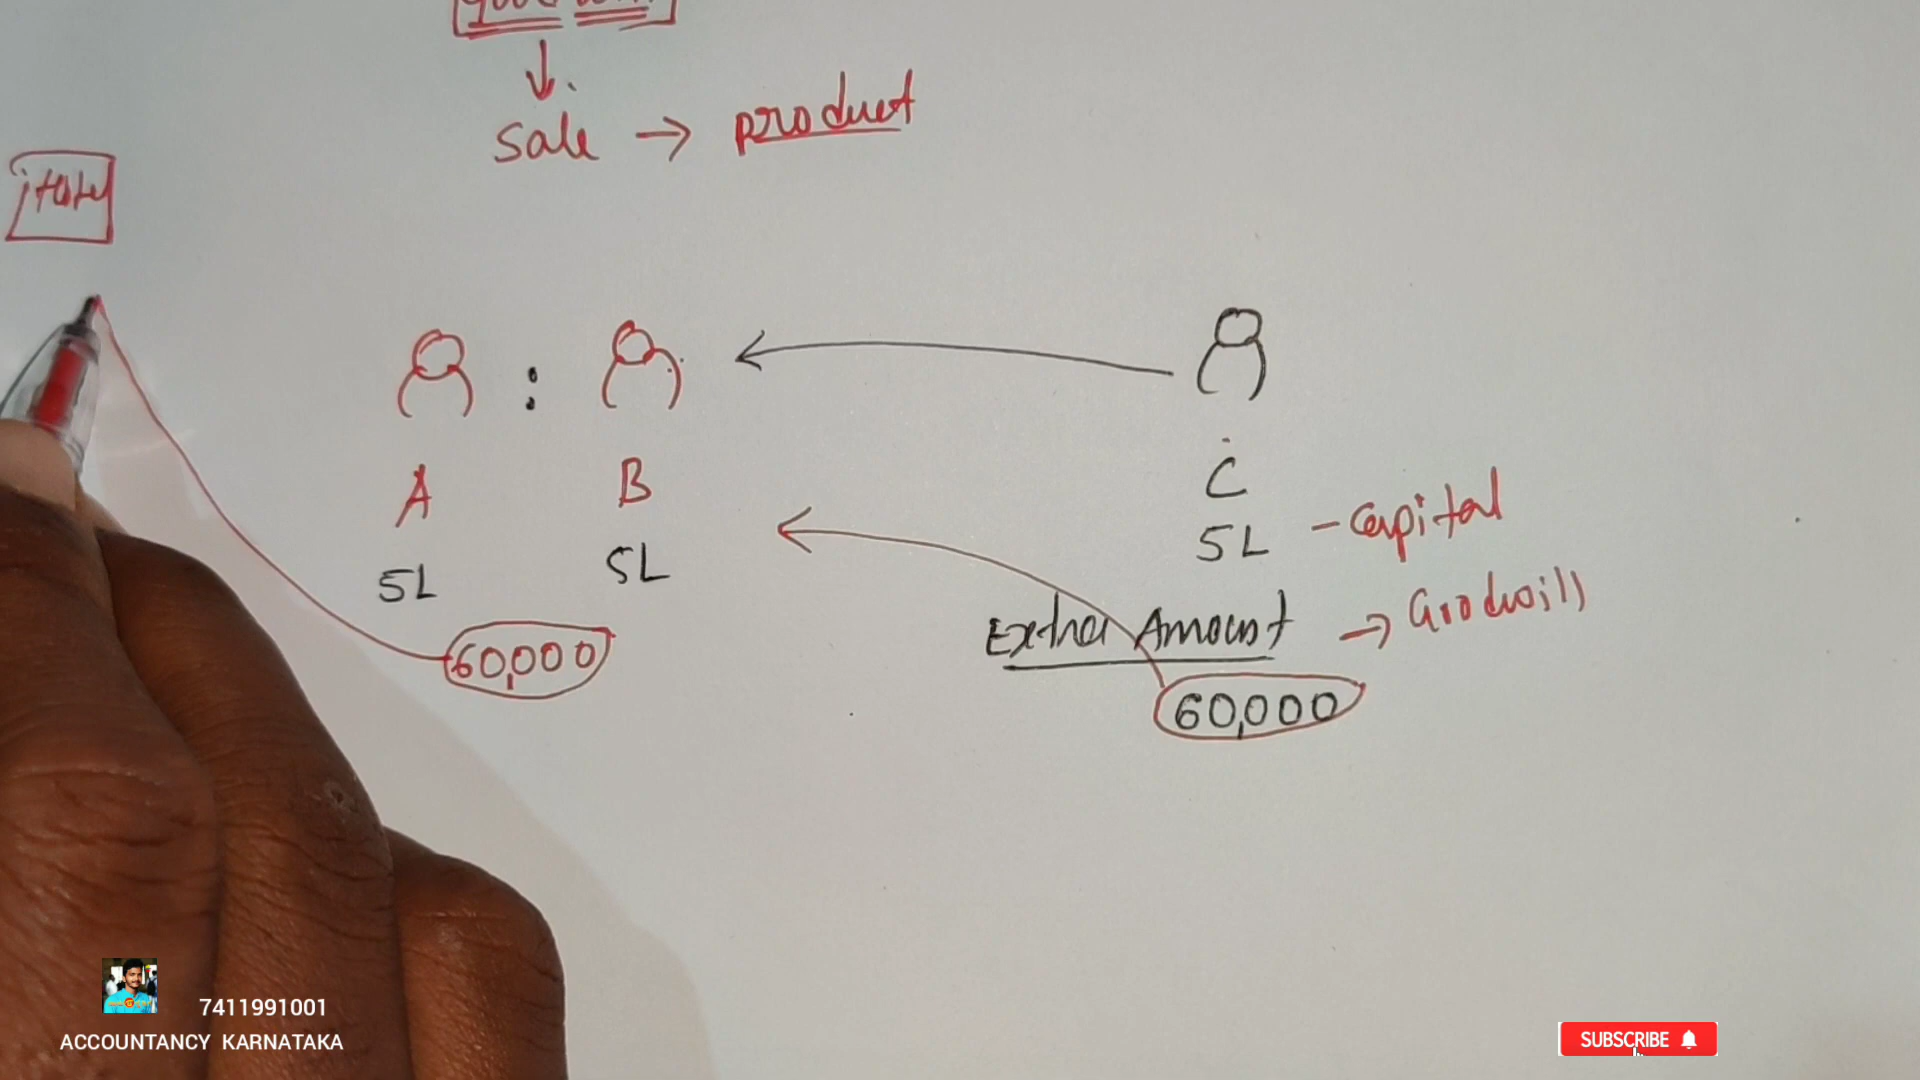 sale → product
A : B
C
5L 5L
5L - capital
Extra Amount → Goodwill
60,000
60,000
7411991001
ACCOUNTANCY KARNATAKA
SUBSCRIBE